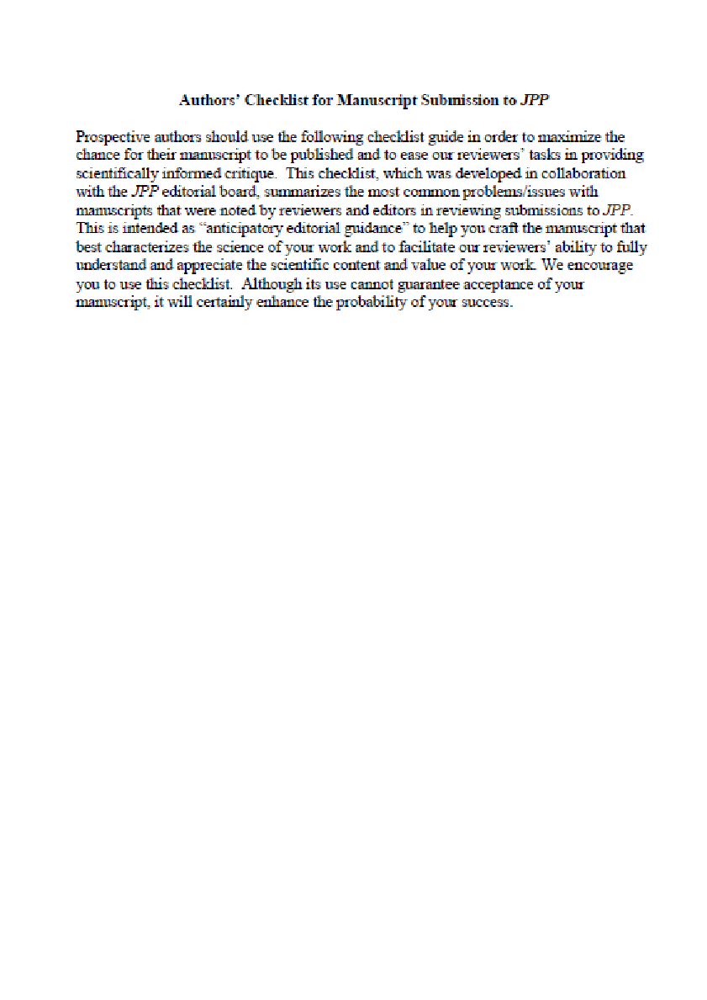 Authors’ Checklist for Manuscript Submission to JPP
Prospective authors should use the following checklist guide in order to maximize the
chance for their manuscript to be published and to ease our reviewers’ tasks in providing
scientifically informed critique.  This checklist, which was developed in collaboration
with the JPP editorial board, summarizes the most common problems/issues with
manuscripts that were noted by reviewers and editors in reviewing submissions to JPP.
This is intended as “anticipatory editorial guidance” to help you craft the manuscript that
best characterizes the science of your work and to facilitate our reviewers’ ability to fully
understand and appreciate the scientific content and value of your work. We encourage
you to use this checklist.  Although its use cannot guarantee acceptance of your
manuscript, it will certainly enhance the probability of your success.